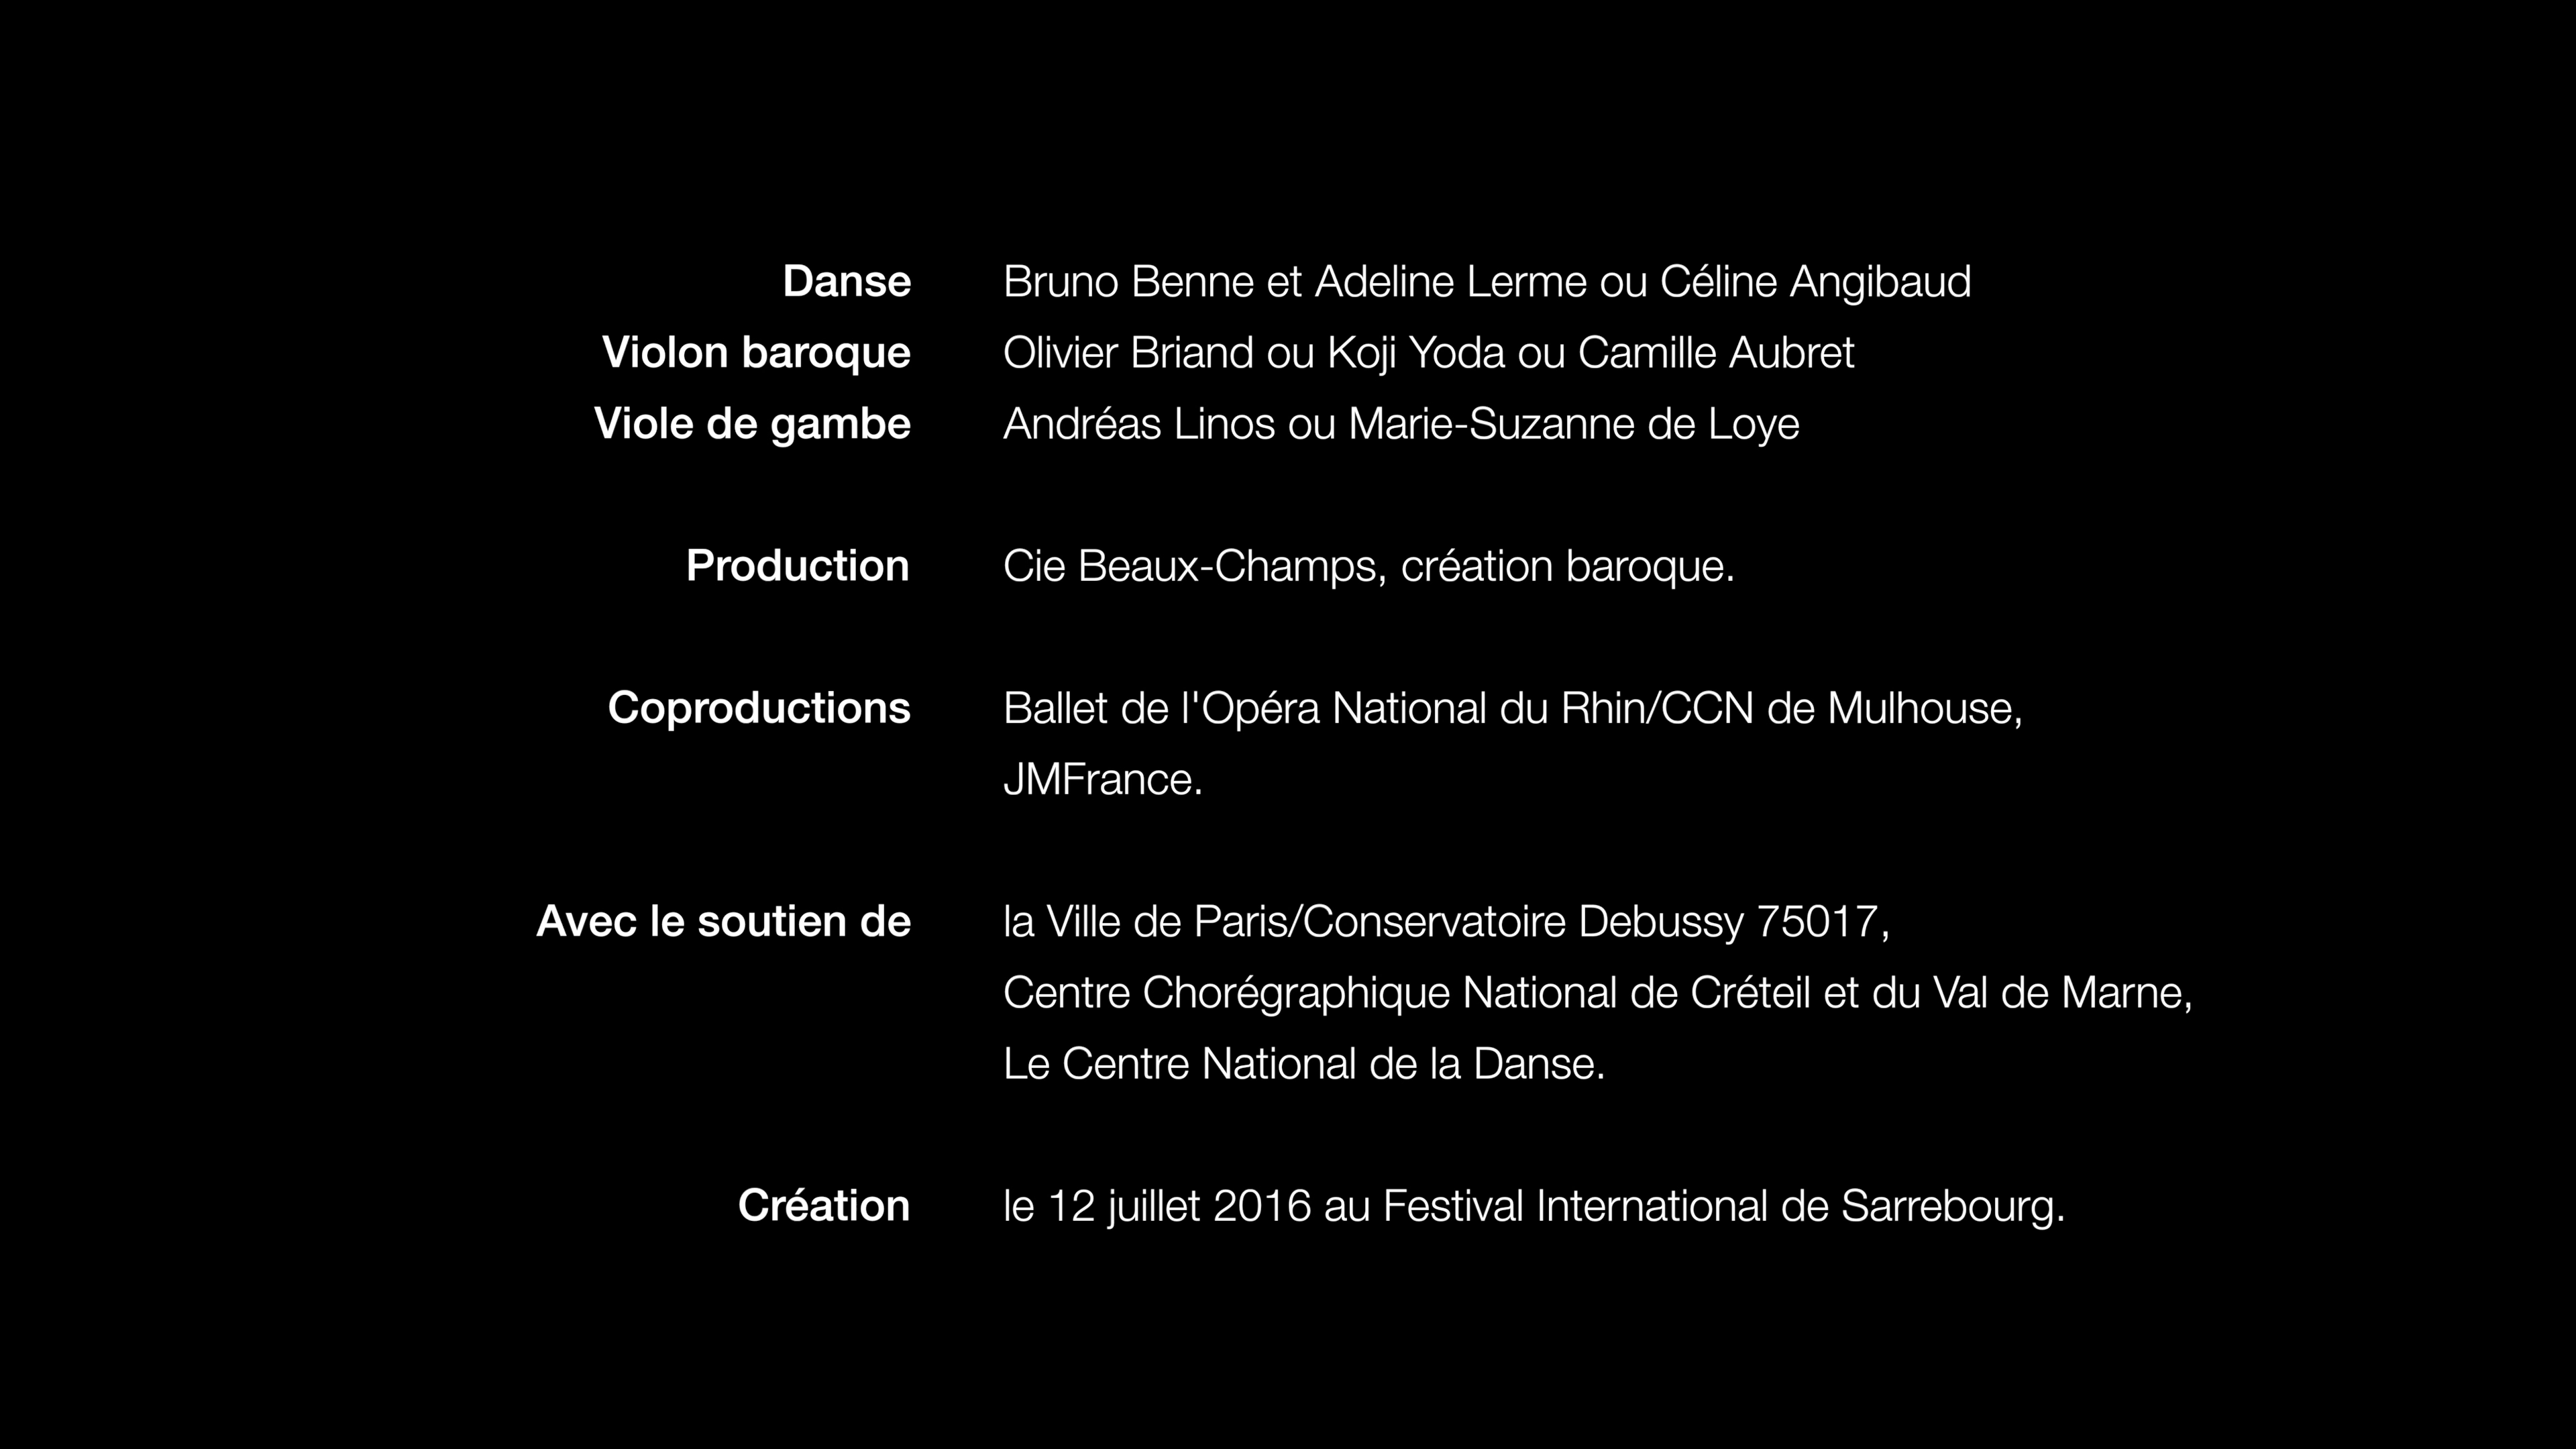 Danse Bruno Benne et Adeline Lerme ou Céline Angibaud
Violon baroque Olivier Briand ou Koji Yoda ou Camille Aubret
Viole de gambe Andréas Linos ou Marie-Suzanne de Loye
Production Cie Beaux-Champs, création baroque.
Coproductions Ballet de l'Opéra National du Rhin/CCN de Mulhouse,
JMFrance.
Avec le soutien de la Ville de Paris/Conservatoire Debussy 75017,
Centre Chorégraphique National de Créteil et du Val de Marne,
Le Centre National de la Danse.
Création le 12 juillet 2016 au Festival International de Sarrebourg.